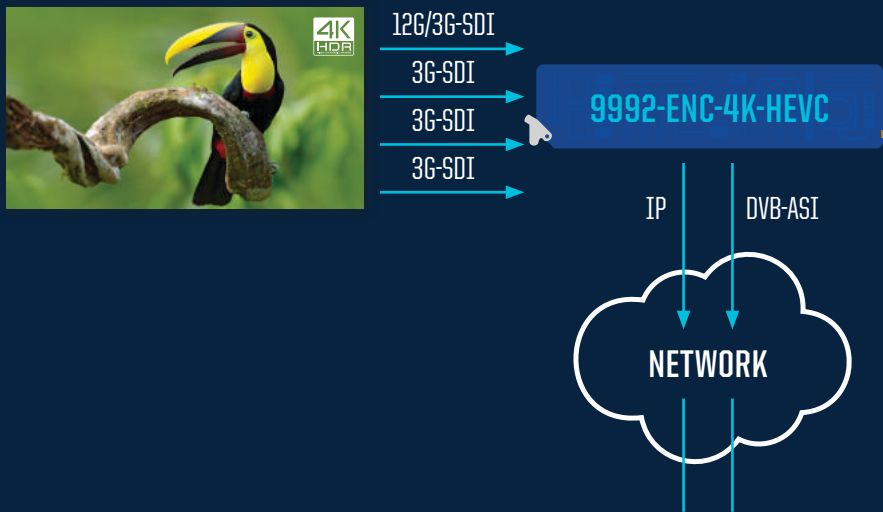 4K
HDR
12G/3G-SDI
3G-SDI
3G-SDI
3G-SDI
9992-ENC-4K-HEVC
IP
DVB-ASI
NETWORK